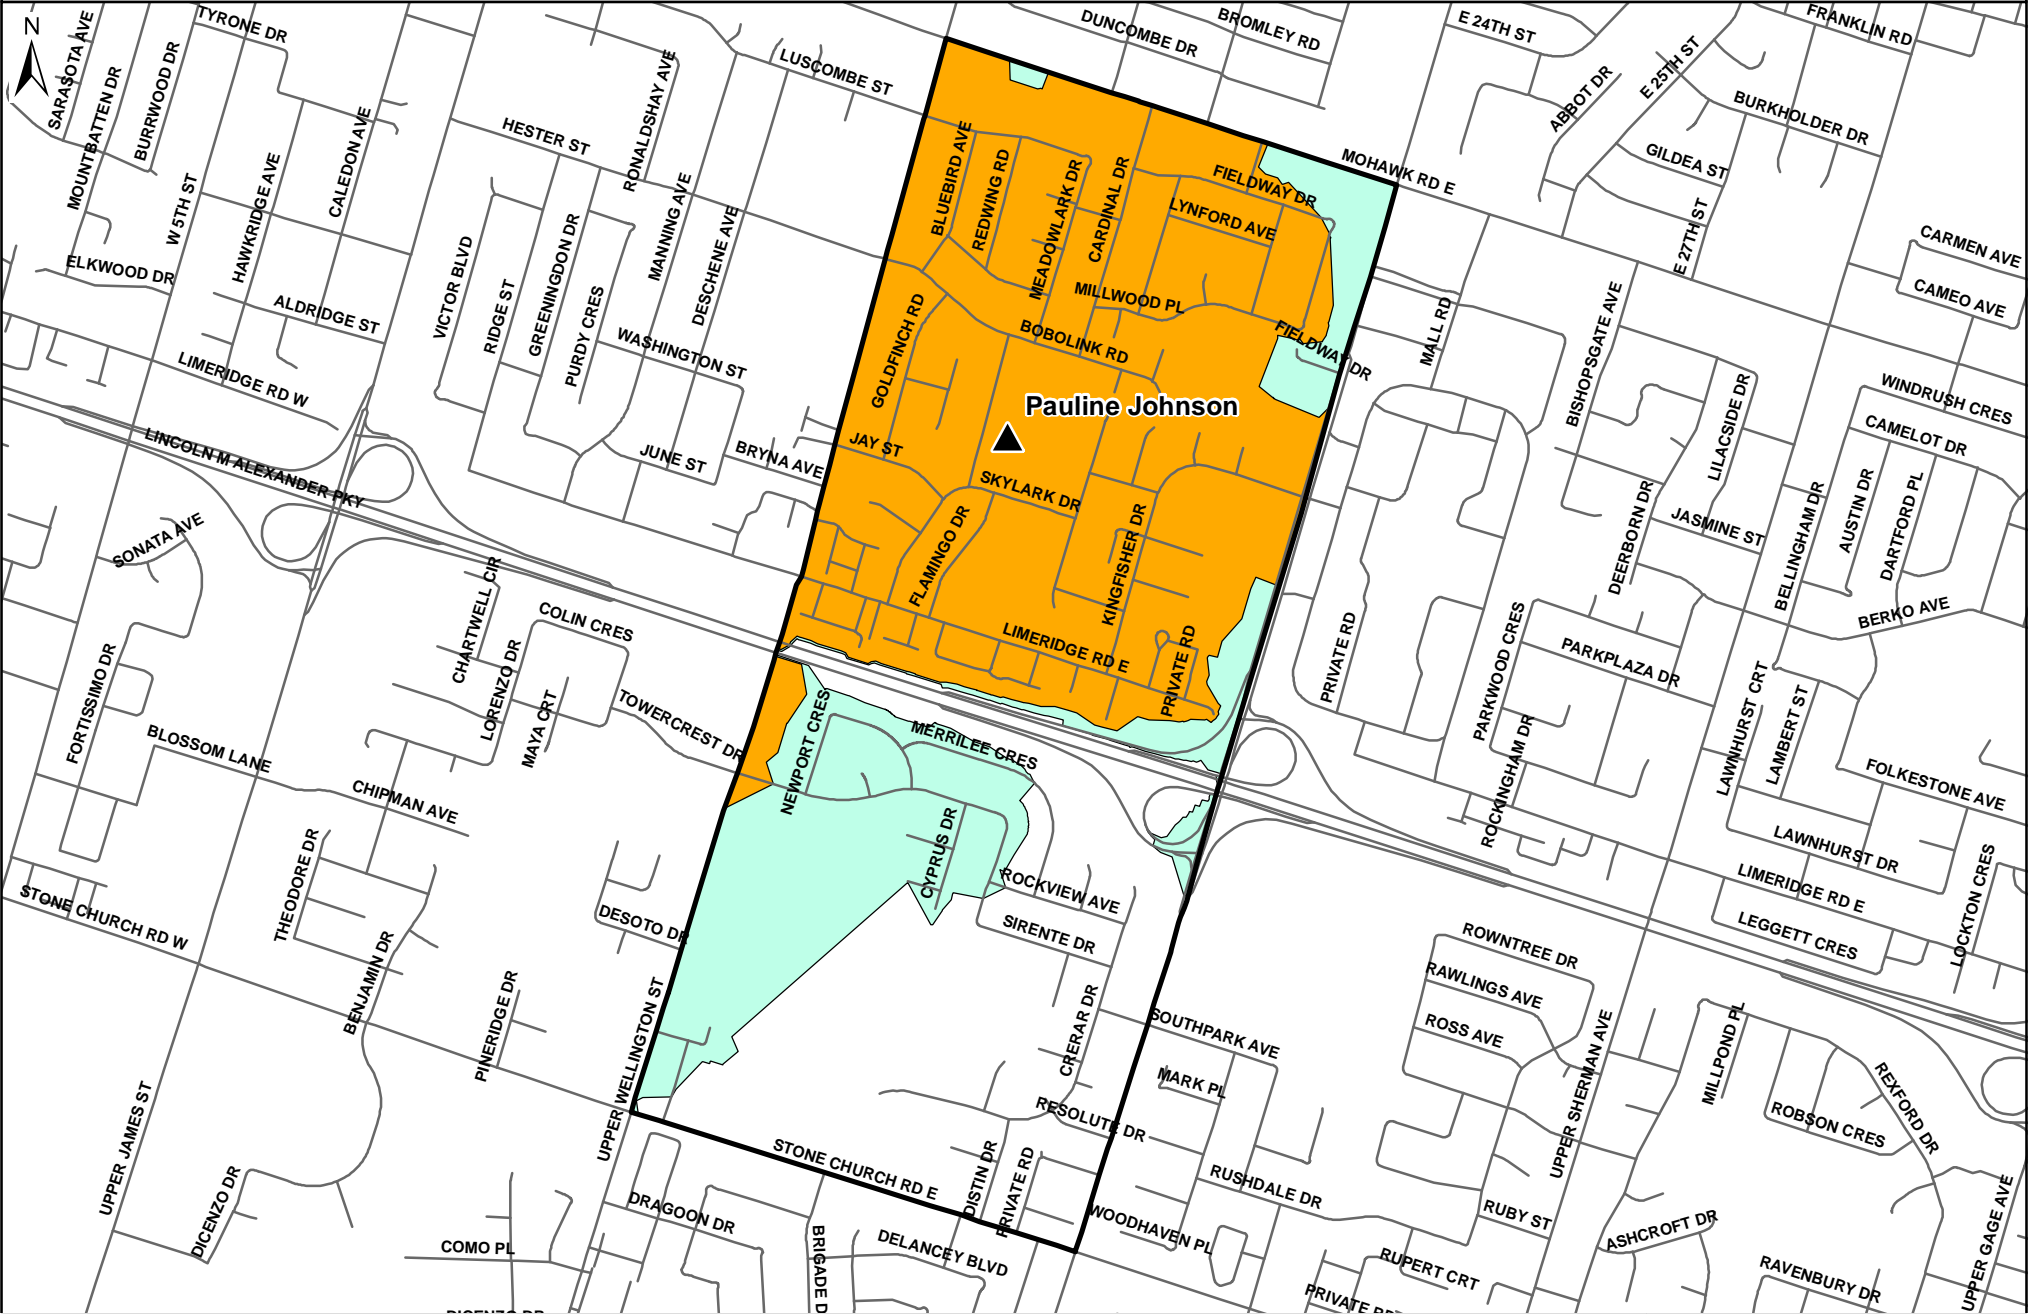 N
SARASOTA AVE
TYRONE DR
MOUNTBATTEN DR
BURRWOOD DR
W 5TH ST
HAWKRIDGE AVE
CALEDON AVE
HESTER ST
RONALDSHAY AVE
LUSCOMBE ST
DUNCOMBE DR
BROMLEY RD
E 24TH ST
ABBOT DR
E 25TH ST
FRANKLIN RD
BURKHOLDER DR
GILDEA ST
E 27TH ST
CARMEN AVE
CAMEO AVE
MOHAWK RD E
ELKWOOD DR
ALDRIDGE ST
LIMERIDGE RD W
VICTOR BLVD
RIDGE ST
GREENINGDON DR
PURDY CRES
MANNING AVE
DESCHENE AVE
WASHINGTON ST
JUNE ST
BRYNA AVE
BLUEBIRD AVE
REDWING RD
MEADOWLARK DR
CARDINAL DR
FIELDWAY DR
LYNFORD AVE
MILLWOOD PL
BOBOLINK RD
FIELDWAY DR
GOLDFINCH RD
Pauline Johnson
JAY ST
SKYLARK DR
FLAMINGO DR
KINGFISHER DR
LIMERIDGE RD E
PRIVATE RD
MALL RD
BISHOPSGATE AVE
LILACSIDE DR
WINDRUSH CRES
CAMELOT DR
AUSTIN DR
DARTFORD PL
JASMINE ST
DEERBORN DR
BELLINGHAM DR
BERKO AVE
LINCOLN M ALEXANDER PKY
SONATA AVE
FORTISSIMO DR
BLOSSOM LANE
CHARTWELL CIR
COLIN CRES
LORENZO DR
MAYA CRT
TOWERCREST DR
NEWPORT CRES
MERRILEE CRES
CYPRUS DR
ROCKVIEW AVE
SIRENTE DR
CRERAR DR
PRIVATE RD
PARKWOOD CRES
PARKPLAZA DR
ROCKINGHAM DR
LAWNHURST CRT
LAMBERT ST
FOLKESTONE AVE
LAWNHURST DR
LIMERIDGE RD E
LEGGETT CRES
LOCKTON CRES
CHIPMAN AVE
THEODORE DR
STONE CHURCH RD W
BENJAMIN DR
PINERIDGE DR
DESOTO DR
UPPER WELLINGTON ST
UPPER JAMES ST
DICENZO DR
COMO PL
DICENZO DR
DRAGOON DR
BRIGADE D
DELANCEY BLVD
STONE CHURCH RD E
DISTIN DR
PRIVATE RD
RESOLUTE DR
MARK PL
SOUTHPARK AVE
RUSHDALE DR
WOODHAVEN PL
RUPERT CRT
RUBY ST
ROWNTREE DR
RAWLINGS AVE
ROSS AVE
UPPER SHERMAN AVE
MILLPOND PL
ROBSON CRES
REXFORD DR
ASHCROFT DR
RAVENBURY DR
UPPER GAGE AVE